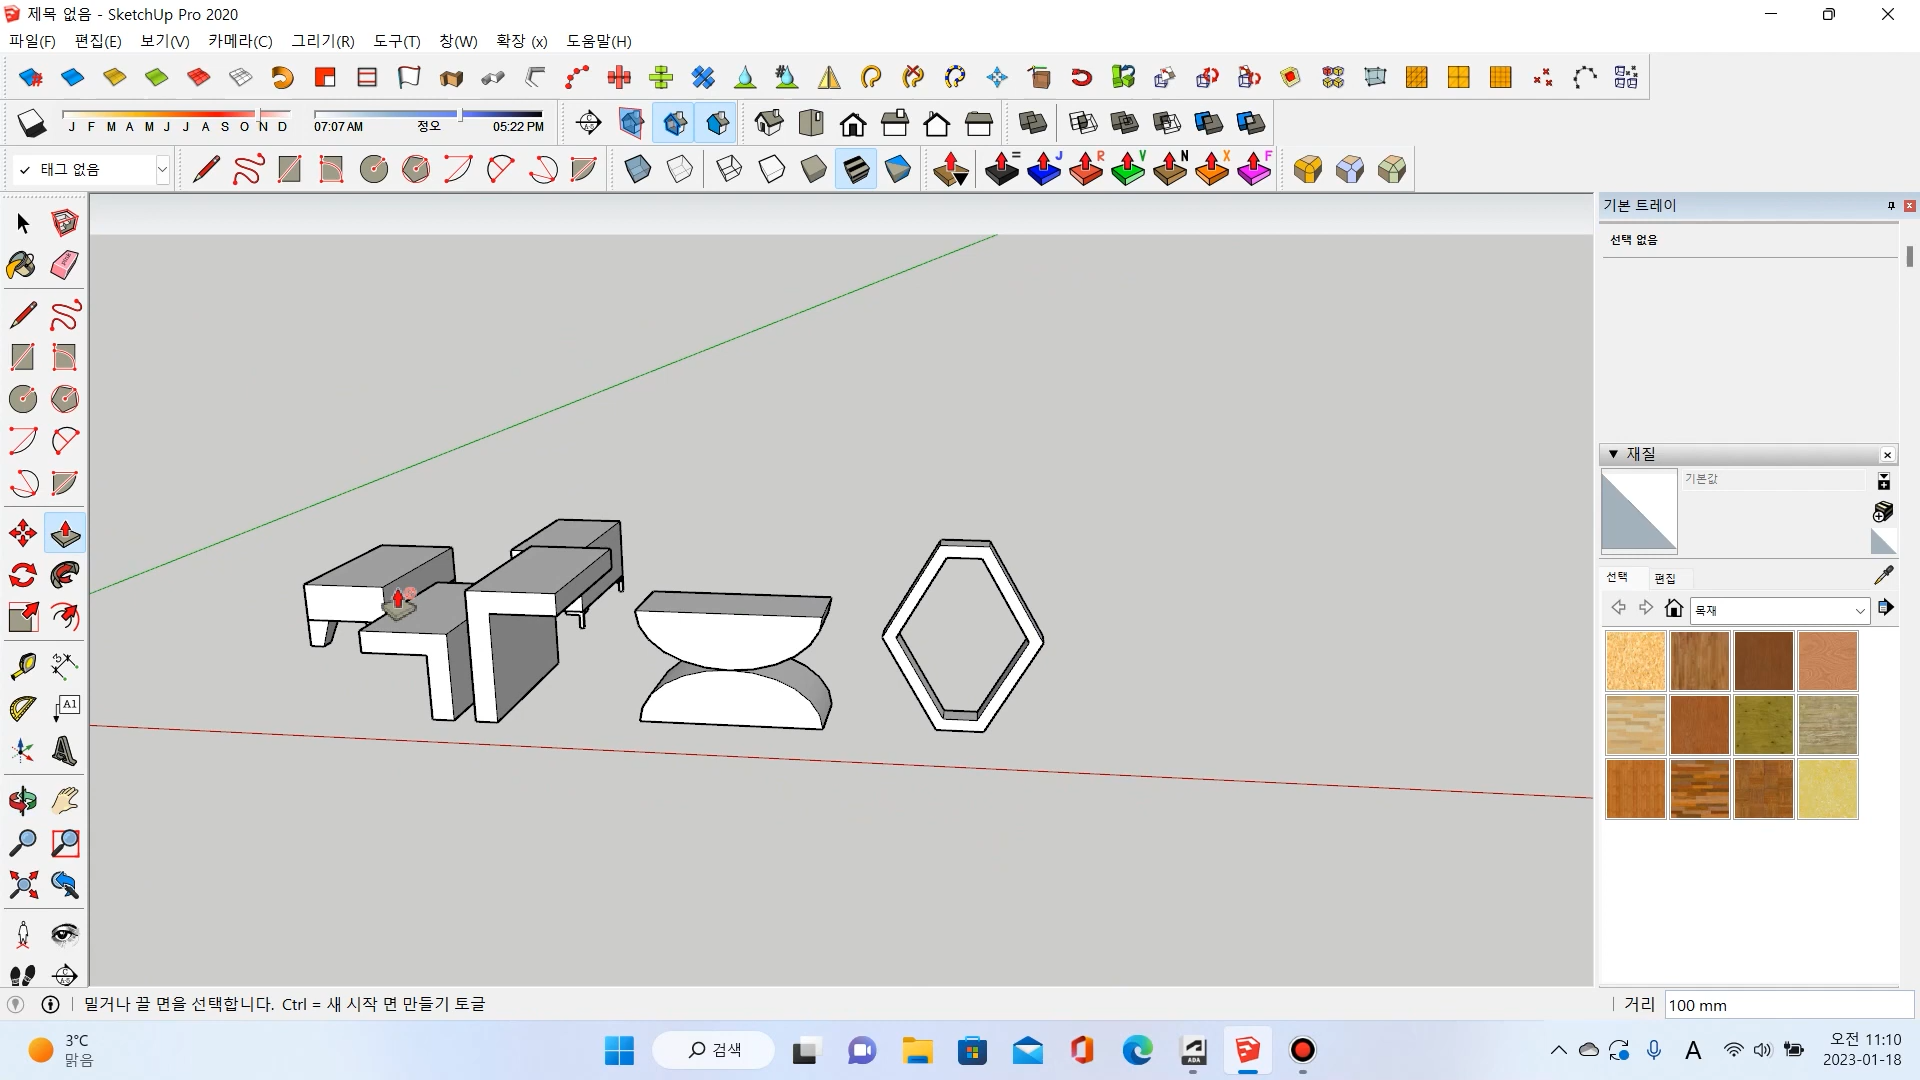 제목 없음 - SketchUp Pro 2020
파일(F) 편집(E) 보기(V) 카메라(C) 그리기(R) 도구(T) 창(W) 확장 (x) 도움말(H)
J F M A M J J A S O N D 07:07 AM 정오 05:22 PM
태그 없음
= J R V N X F
기본 트레이
선택 없음
재질
기본값
선택 편집
목재
A1
밀거나 끌 면을 선택합니다. Ctrl = 새 시작 면 만들기 토글
거리 100 mm
3°C
맑음
검색
A
오전 11:10
2023-01-18